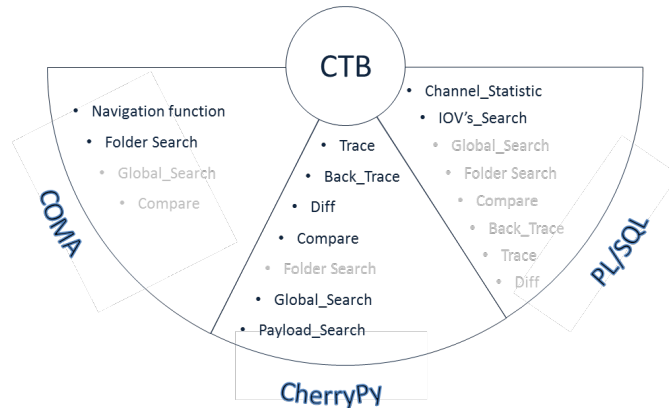 CTB
• Navigation function
• Folder Search
• Global_Search
• Compare
COMA
• Trace
• Back_Trace
• Diff
• Compare
• Folder Search
• Global_Search
• Payload_Search
CherryPy
• Channel_Statistic
• IOV's_Search
• Global_Search
• Folder Search
• Compare
• Back_Trace
• Trace
• Diff
PL/SQL